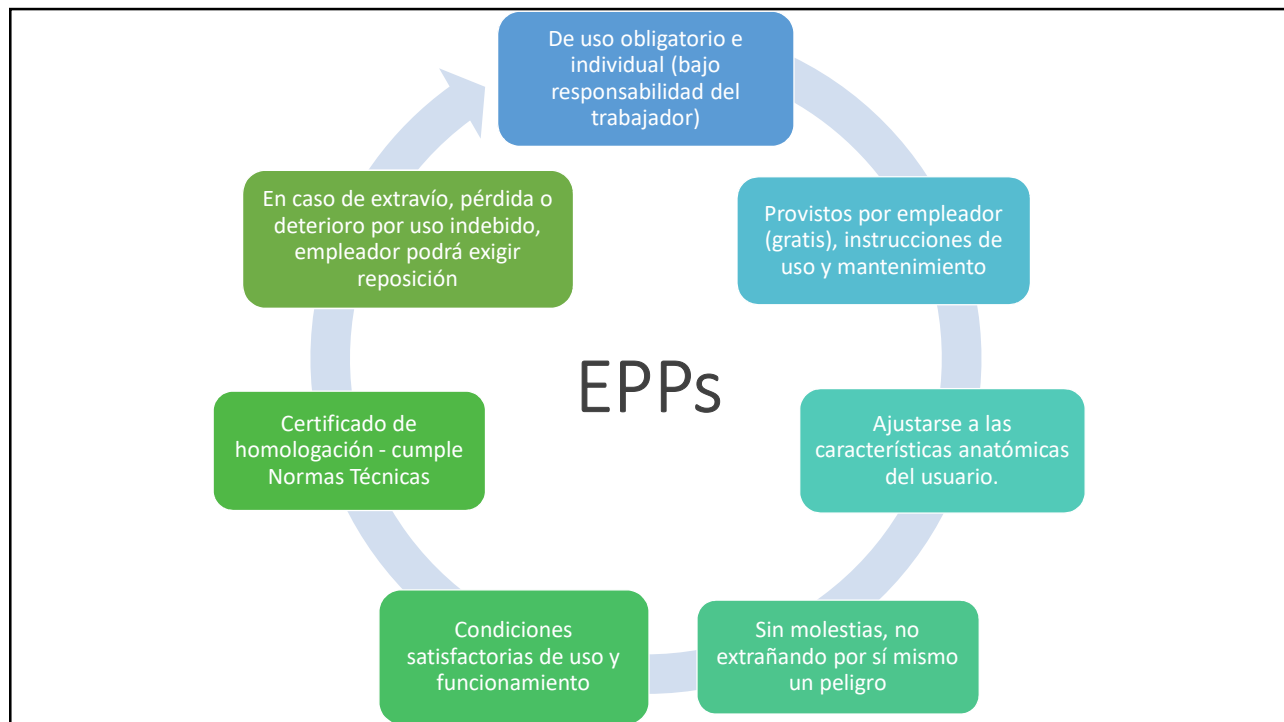 De uso obligatorio e
individual (bajo
responsabilidad del
trabajador)
Provistos por empleador
(gratis), instrucciones de
uso y mantenimiento
Ajustarse a las
características anatómicas
del usuario.
Sin molestias, no
extrañando por sí mismo
un peligro
Condiciones
satisfactorias de uso y
funcionamiento
Certificado de
homologación - cumple
Normas Técnicas
En caso de extravío, pérdida o
deterioro por uso indebido,
empleador podrá exigir
reposición
EPPs